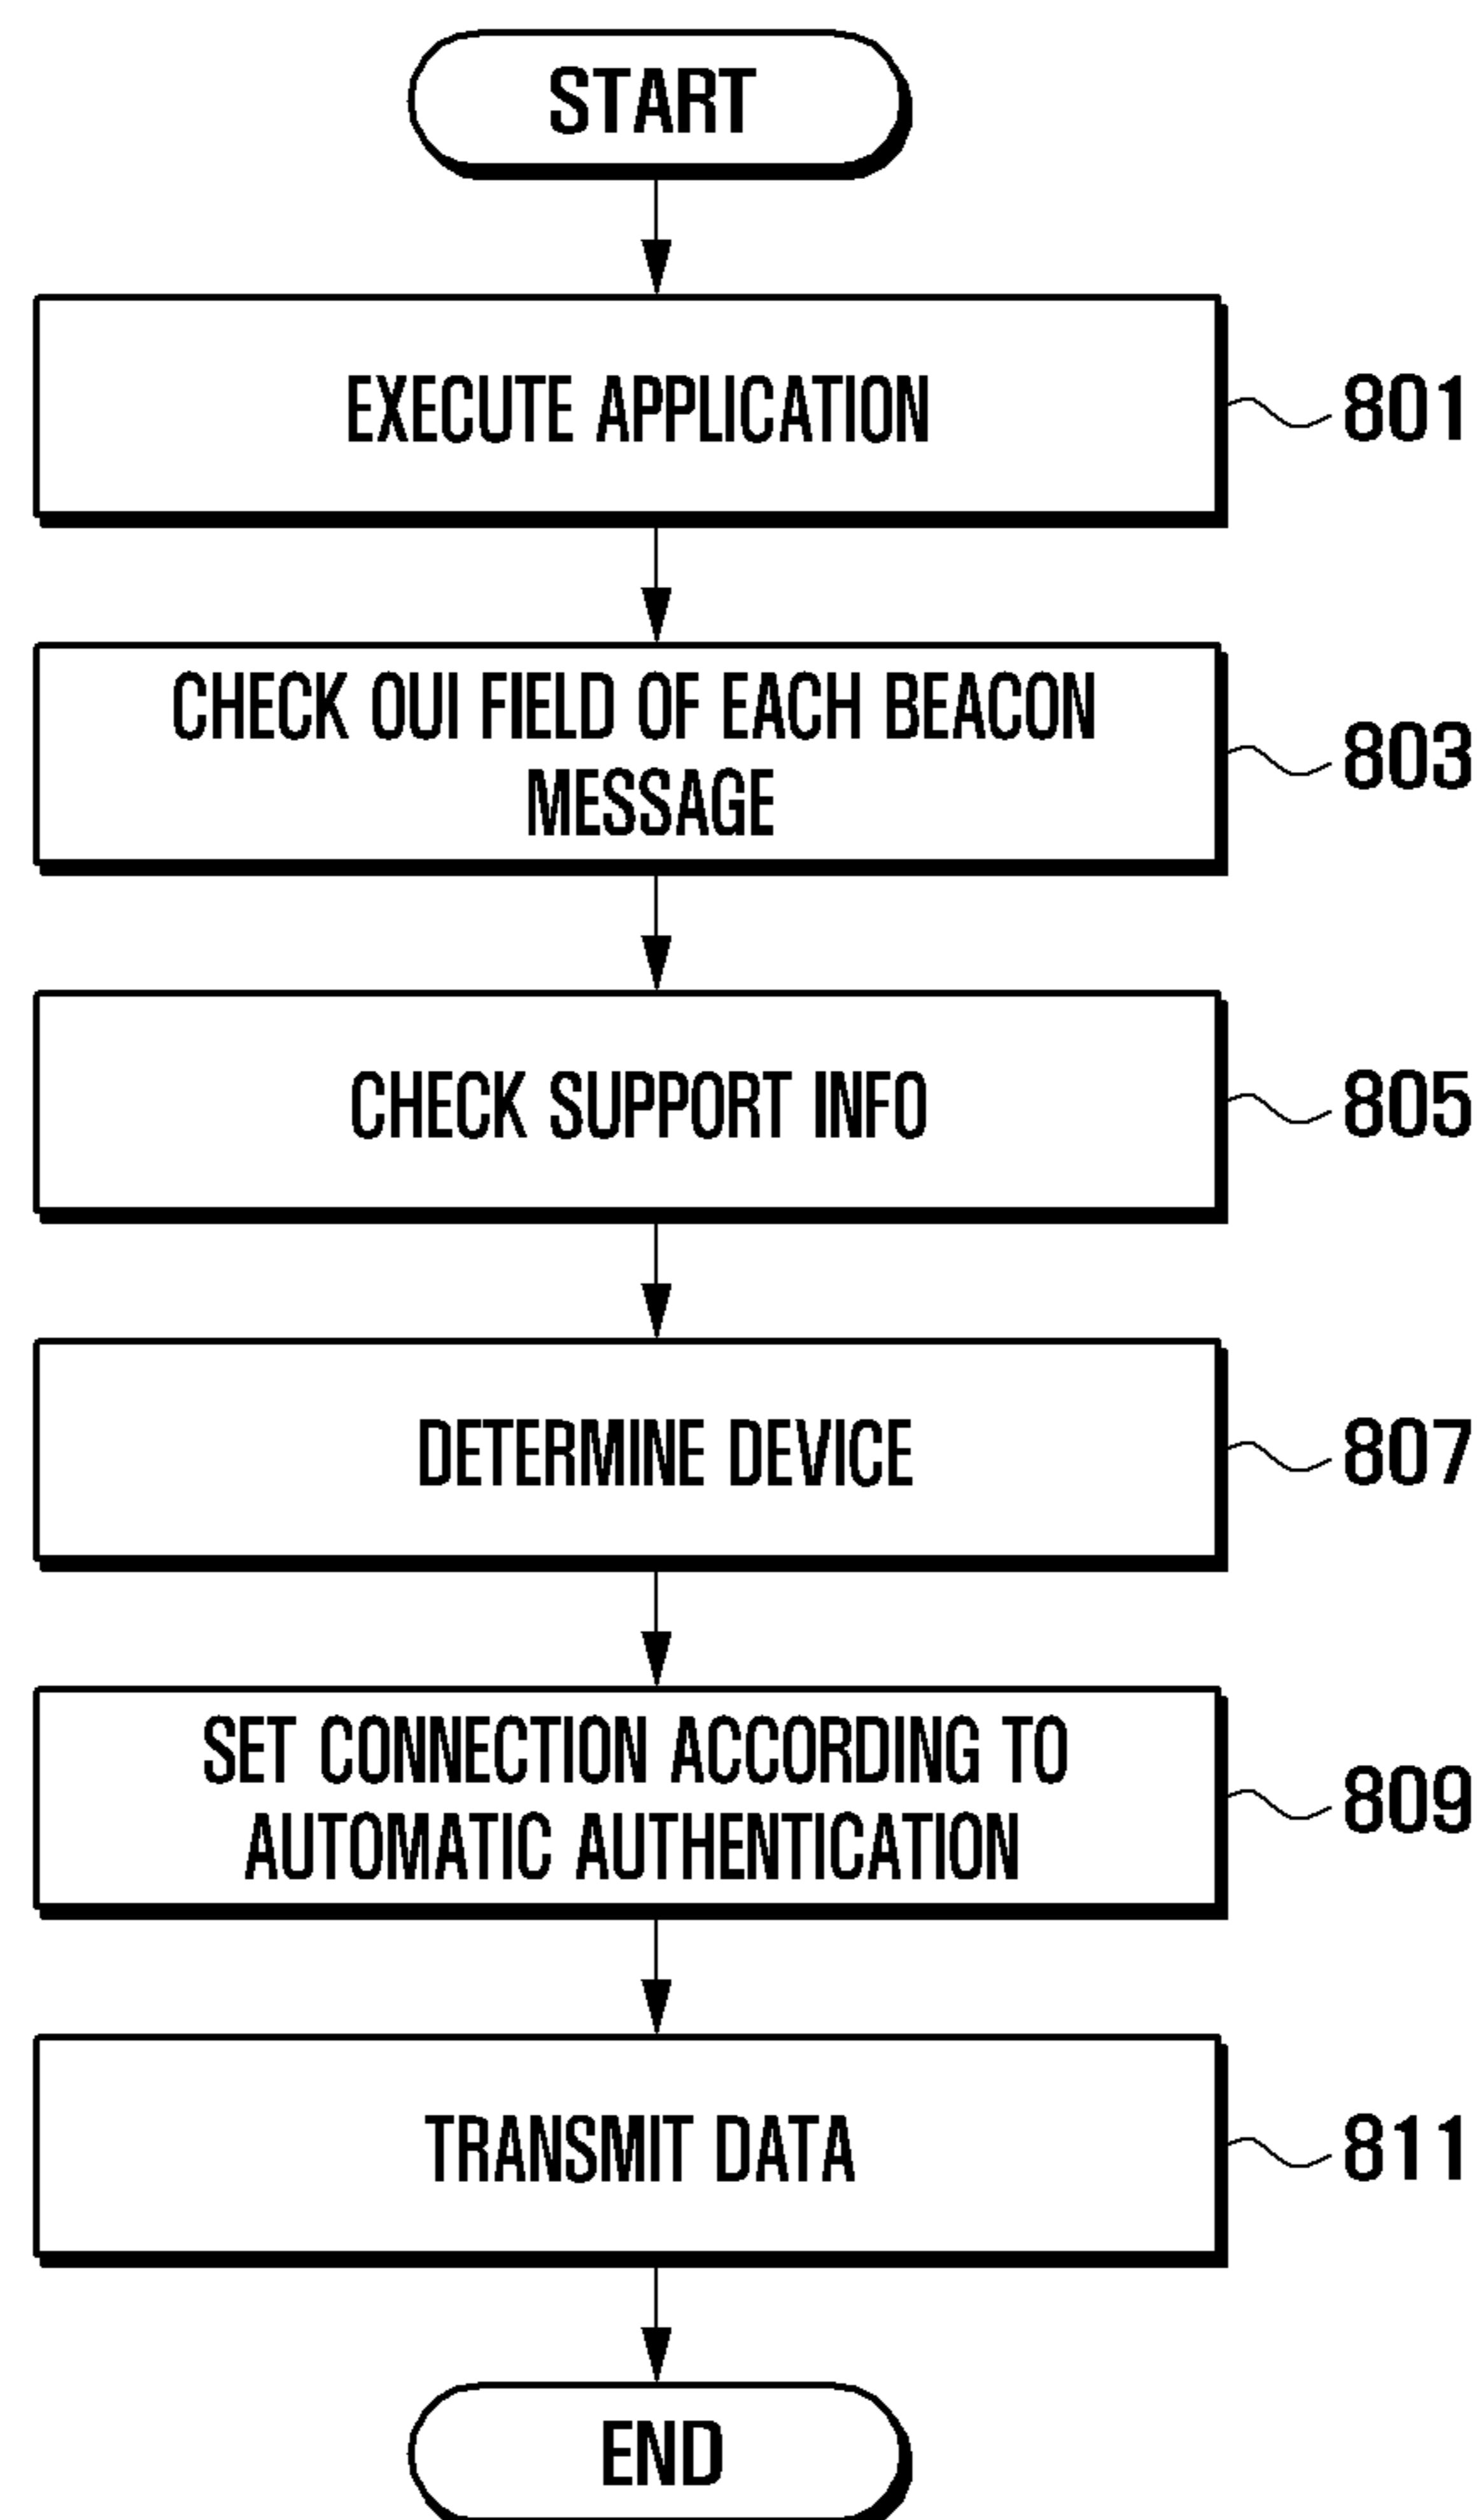 START
EXECUTE APPLICATION
801
CHECK OUI FIELD OF EACH BEACON
MESSAGE
803
CHECK SUPPORT INFO
805
DETERMINE DEVICE
807
SET CONNECTION ACCORDING TO
AUTOMATIC AUTHENTICATION
809
TRANSMIT DATA
811
END